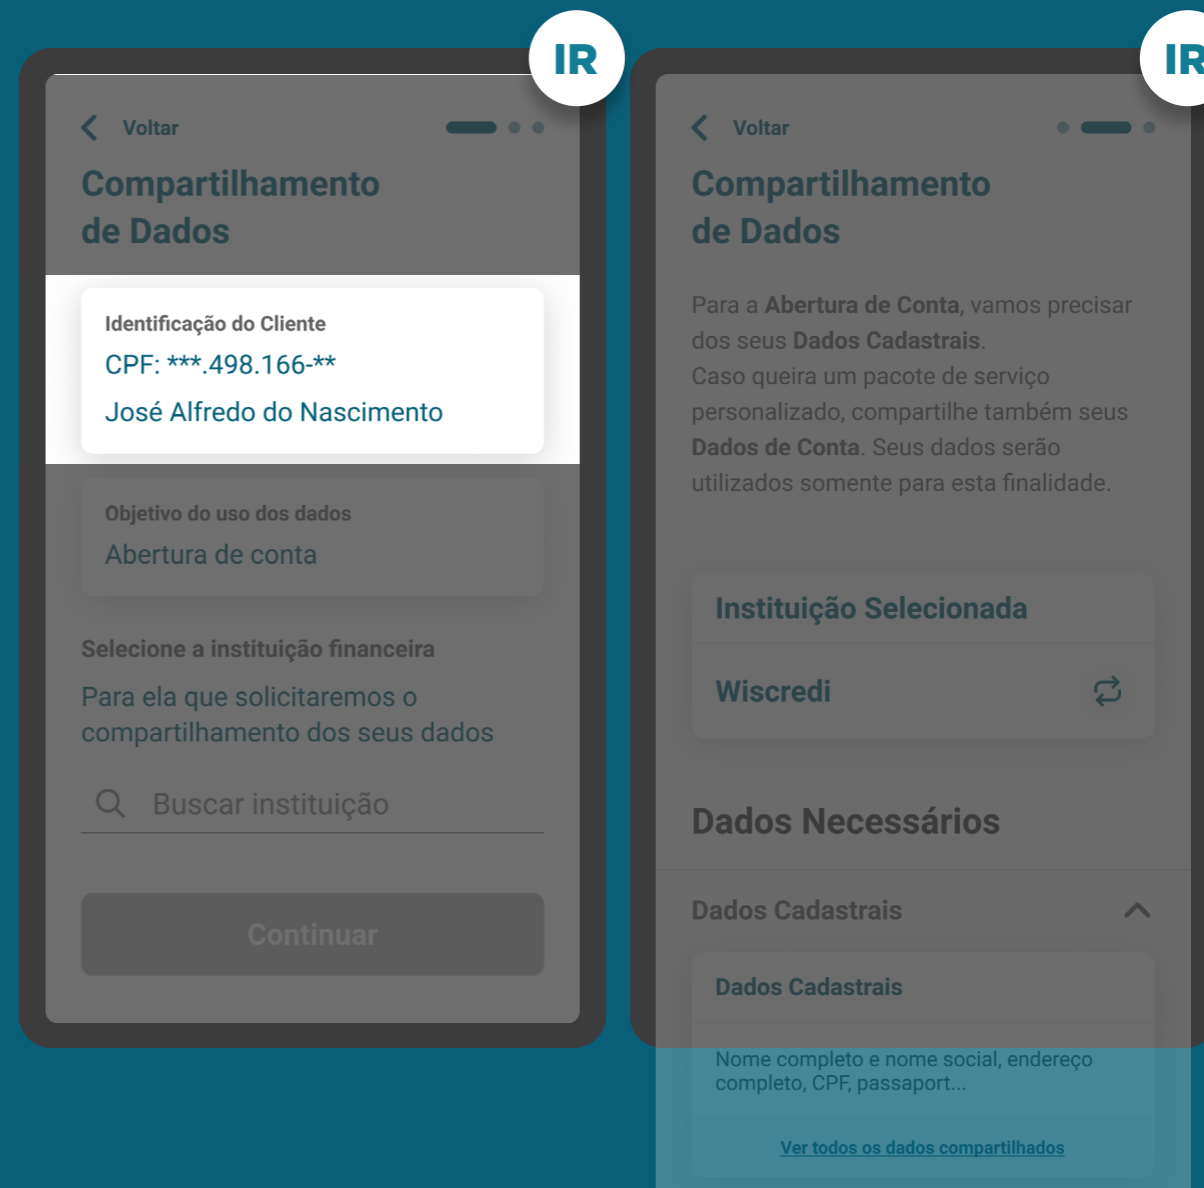 IR
Voltar
Compartilhamento
de Dados
Identificação do Cliente
CPF: ***.498.166-**
José Alfredo do Nascimento
Objetivo do uso dos dados
Abertura de conta
Selecione a instituição financeira
Para ela que solicitaremos o
compartilhamento dos seus dados
Buscar instituição
Continuar
IR
Voltar
Compartilhamento
de Dados
Para a Abertura de Conta, vamos precisar
dos seus Dados Cadastrais.
Caso queira um pacote de serviço
personalizado, compartilhe também seus
Dados de Conta. Seus dados serão
utilizados somente para esta finalidade.
Instituição Selecionada
Wiscredi
Dados Necessários
Dados Cadastrais
Dados Cadastrais
Nome completo e nome social, endereço
completo, CPF, passaport...
Ver todos os dados compartilhados